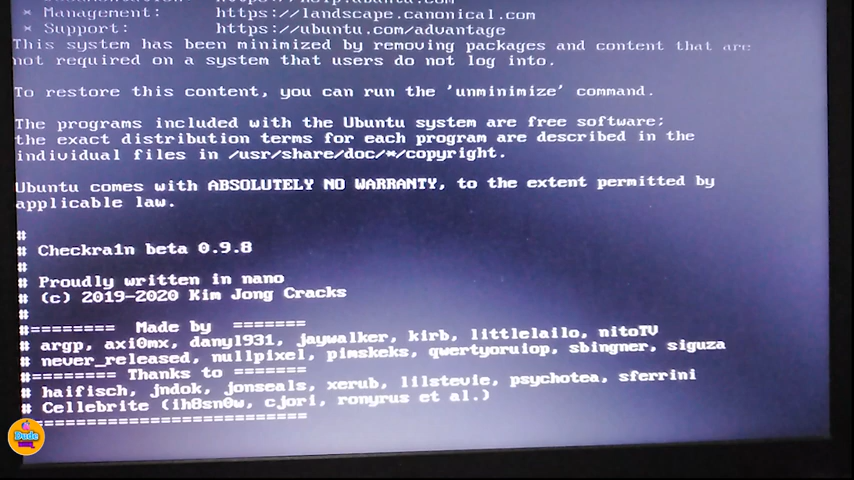 https://help.ubuntu.com
* Management: https://landscape.canonical.com
* Support: https://ubuntu.com/advantage
This system has been minimized by removing packages and content that are
not required on a system that users do not log into.
To restore this content, you can run the 'unminimize' command.
The programs included with the Ubuntu system are free software;
the exact distribution terms for each program are described in the
individual files in /usr/share/doc/*/copyright.
Ubuntu comes with ABSOLUTELY NO WARRANTY, to the extent permitted by
applicable law.
#
# Checkra1n beta 0.9.8
#
# Proudly written in nano
# (c) 2019-2020 Kim Jong Cracks
#
#======== Made by =======
# argp, axi0mx, danyl931, jaywalker, kirb, littlelailo, nitoTV
# never_released, nullpixel, pimskeks, qwertyoruiop, sbingner, siguza
#======== Thanks to =======
# haifisch, jndok, jonseals, xerub, lilstevie, psychotea, sferrini
# Cellebrite (ih8sn0w, cjori, ronyrus et al.)
#==========================
Dude